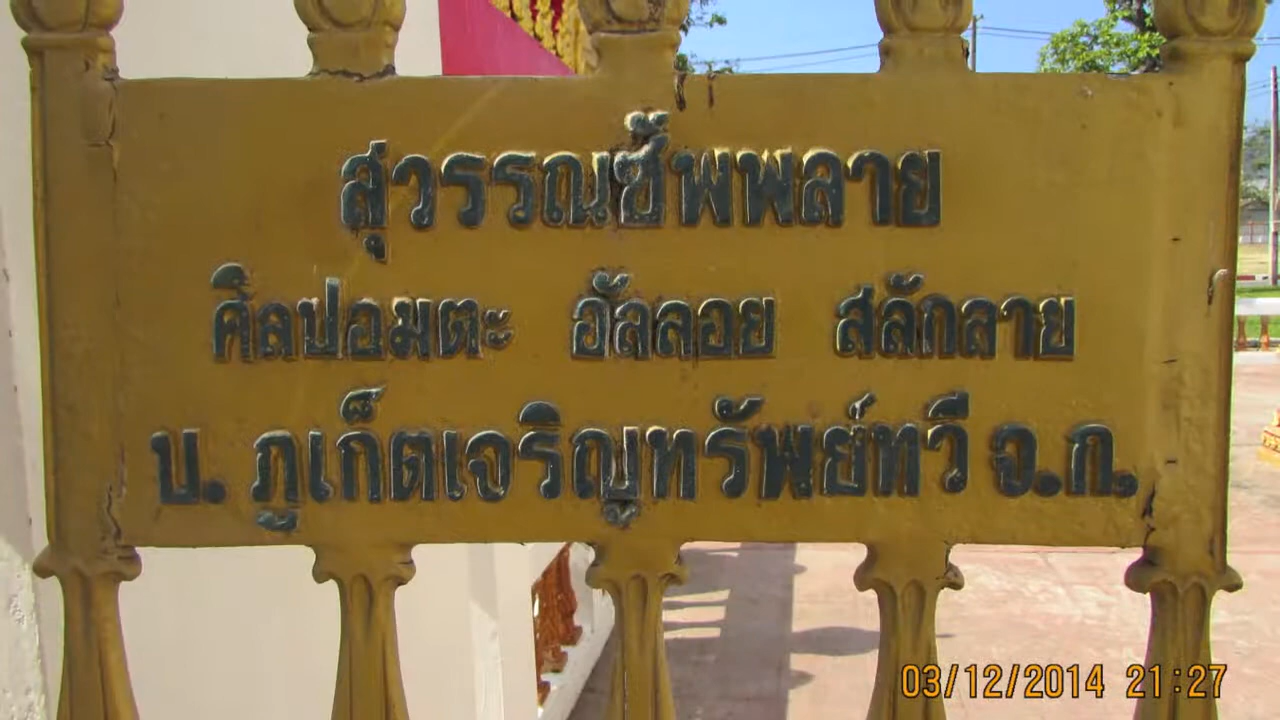 สุวรรณช้พพลาย
ศิลปอมตะ อัลลอย สลักลาย
บ. ภูเก็ตเจริญทรัพย์ทวี จ.ก.
03/12/2014 21:27